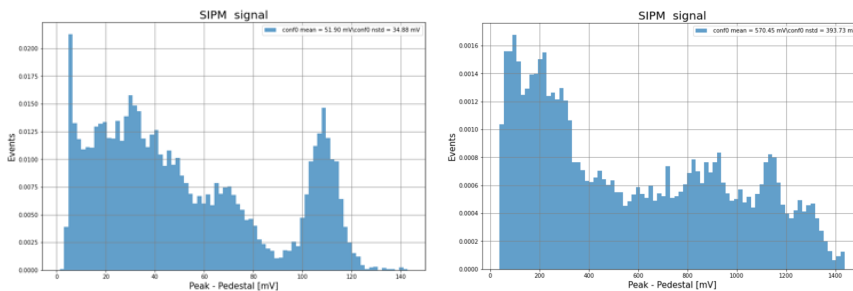 SIPM signal
conf0 mean = 51.90 mV\conf0 nstd = 34.88 mV
0.0200
0.0175
0.0150
0.0125
0.0100
0.0075
0.0050
0.0025
0.0000
Events
0 20 40 60 80 100 120 140
Peak - Pedestal [mV]
SIPM signal
conf0 mean = 570.45 mV\conf0 nstd = 393.73 m
0.0016
0.0014
0.0012
0.0010
0.0008
0.0006
0.0004
0.0002
0.0000
Events
0 200 400 600 800 1000 1200 1400
Peak - Pedestal [mV]